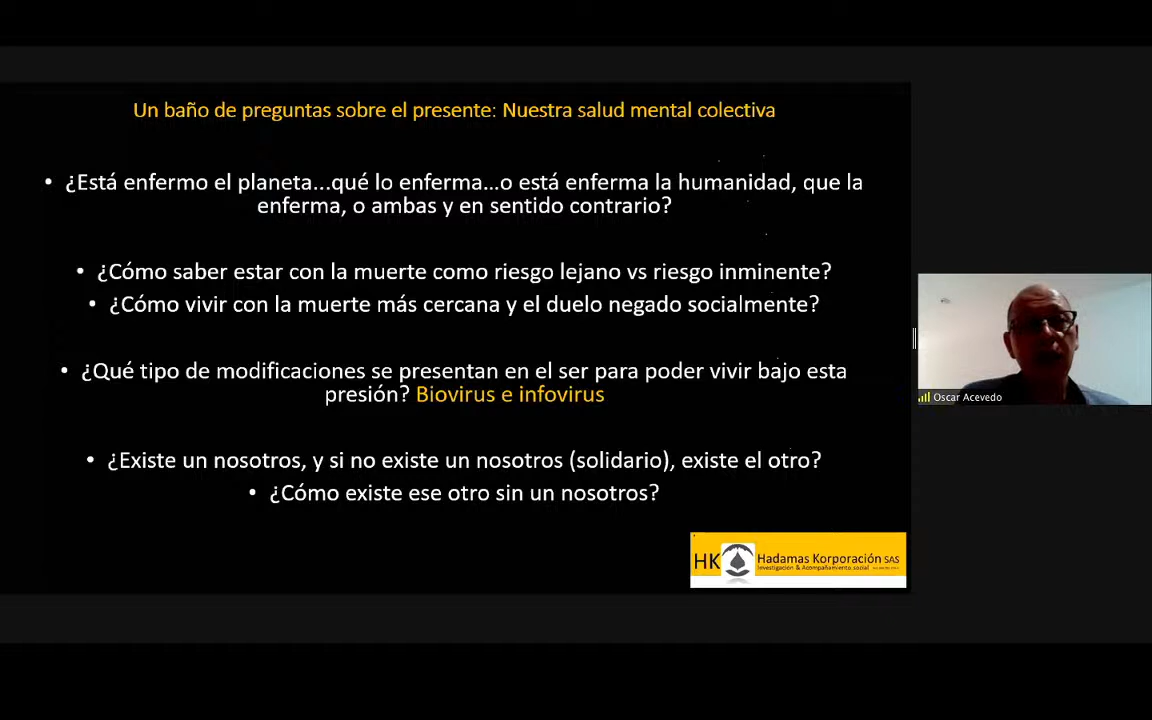 Un baño de preguntas sobre el presente: Nuestra salud mental colectiva
• ¿Está enfermo el planeta...qué lo enferma...o está enferma la humanidad, que la
enferma, o ambas y en sentido contrario?
• ¿Cómo saber estar con la muerte como riesgo lejano vs riesgo inminente?
• ¿Cómo vivir con la muerte más cercana y el duelo negado socialmente?
• ¿Qué tipo de modificaciones se presentan en el ser para poder vivir bajo esta
presión? Biovirus e infovirus
• ¿Existe un nosotros, y si no existe un nosotros (solidario), existe el otro?
• ¿Cómo existe ese otro sin un nosotros?
HK Hadamas Korporación SAS
Investigación & Acompañamiento social
Oscar Acevedo